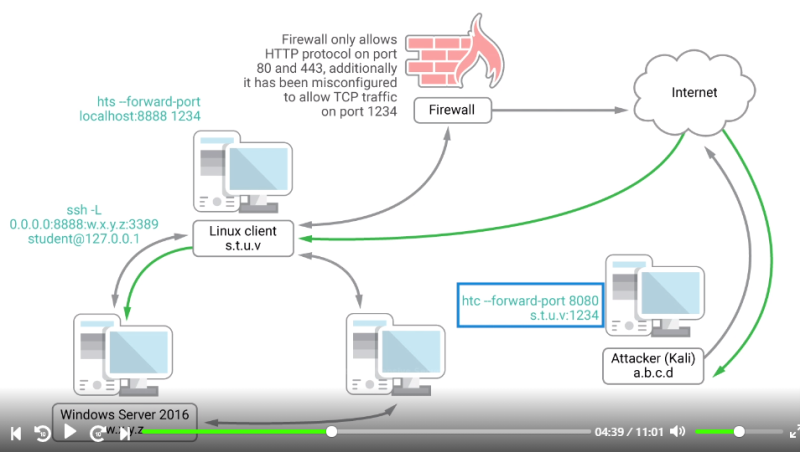 Firewall only allows
HTTP protocol on port
80 and 443, additionally
it has been misconfigured
to allow TCP traffic
on port 1234
Firewall
Internet
hts --forward-port
localhost:8888 1234
ssh -L
0.0.0.0:8888:w.x.y.z:3389
student@127.0.0.1
Linux client
s.t.u.v
htc --forward-port 8080
s.t.u.v:1234
Attacker (Kali)
a.b.c.d
Windows Server 2016
w.x.y.z
10
10
04:39 / 11:01